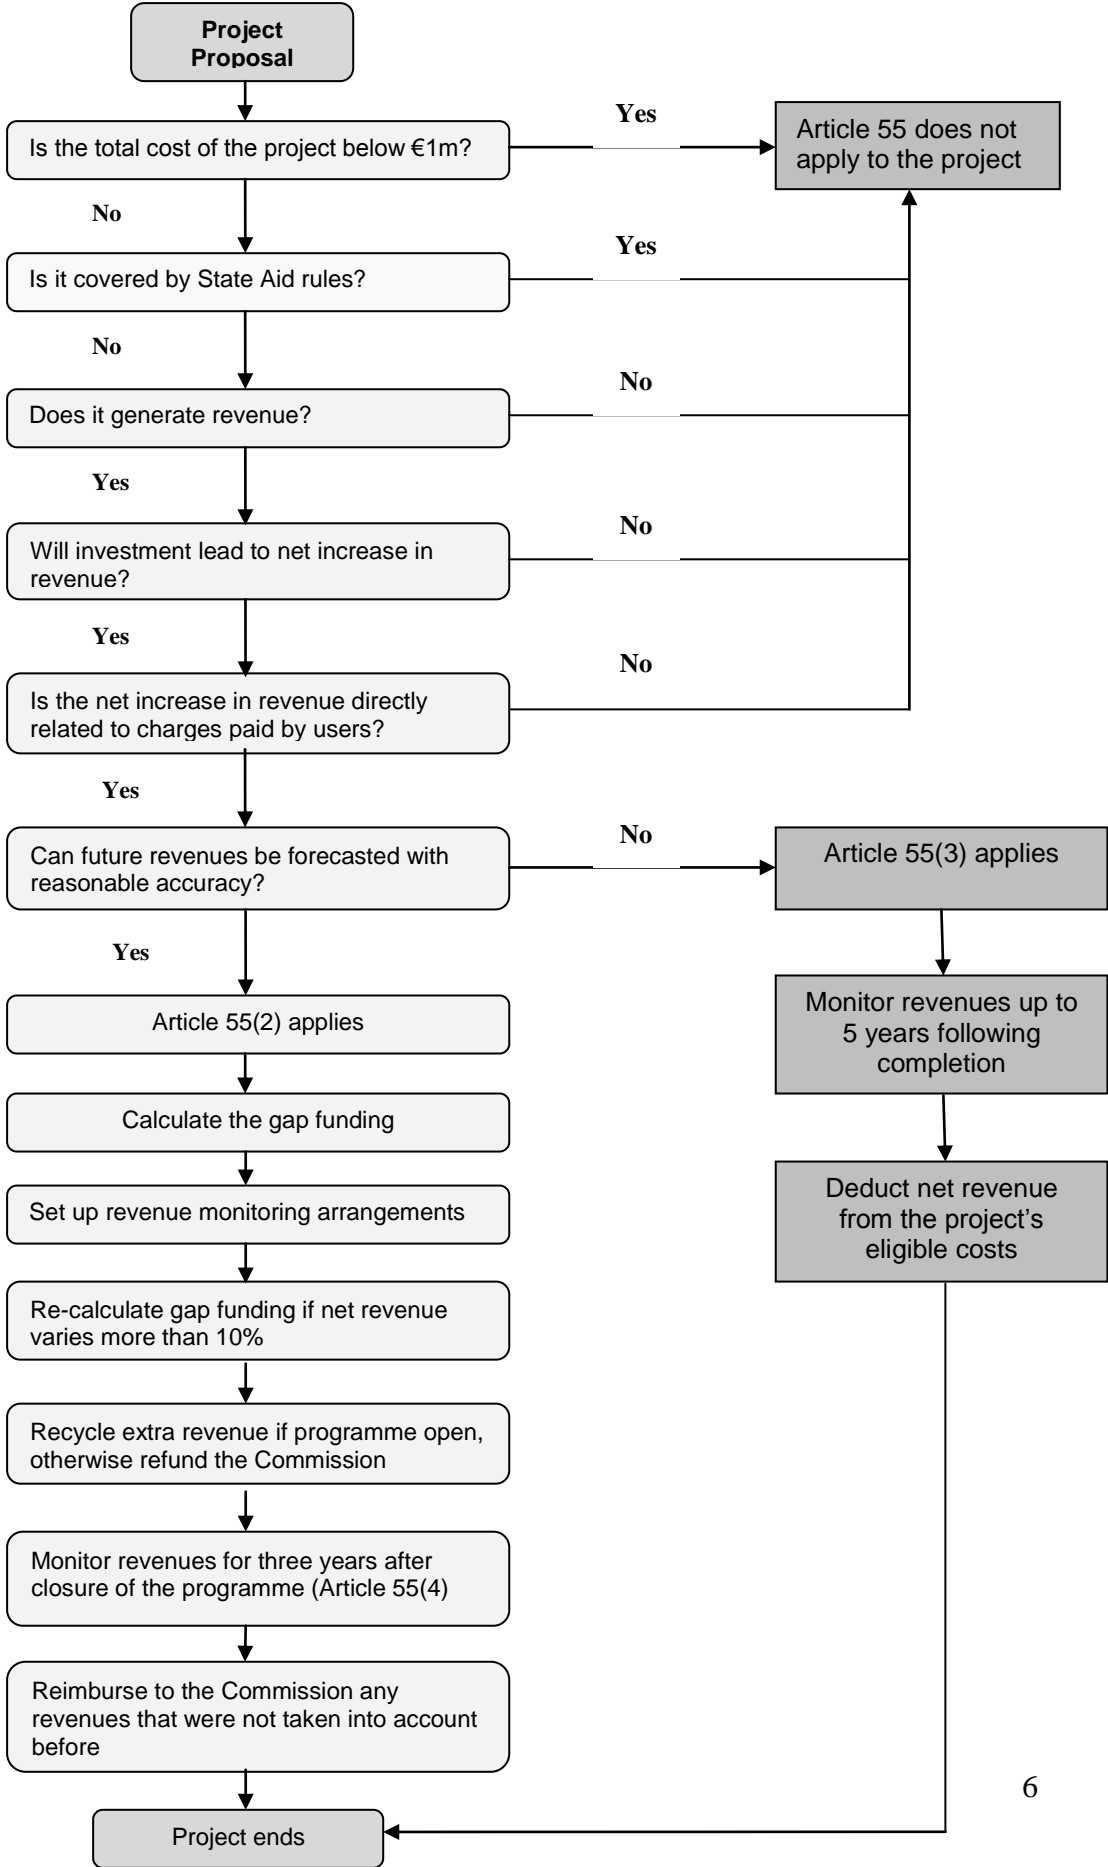 Project
Proposal
Is the total cost of the project below €1m?
Yes
Article 55 does not
apply to the project
No
Is it covered by State Aid rules?
Yes
No
Does it generate revenue?
No
Yes
Will investment lead to net increase in
revenue?
No
Yes
Is the net increase in revenue directly
related to charges paid by users?
No
Yes
Can future revenues be forecasted with
reasonable accuracy?
No
Article 55(3) applies
Yes
Monitor revenues up to
5 years following
completion
Article 55(2) applies
Calculate the gap funding
Set up revenue monitoring arrangements
Deduct net revenue
from the project's
eligible costs
Re-calculate gap funding if net revenue
varies more than 10%
Recycle extra revenue if programme open,
otherwise refund the Commission
Monitor revenues for three years after
closure of the programme (Article 55(4)
Reimburse to the Commission any
revenues that were not taken into account
before
Project ends
6